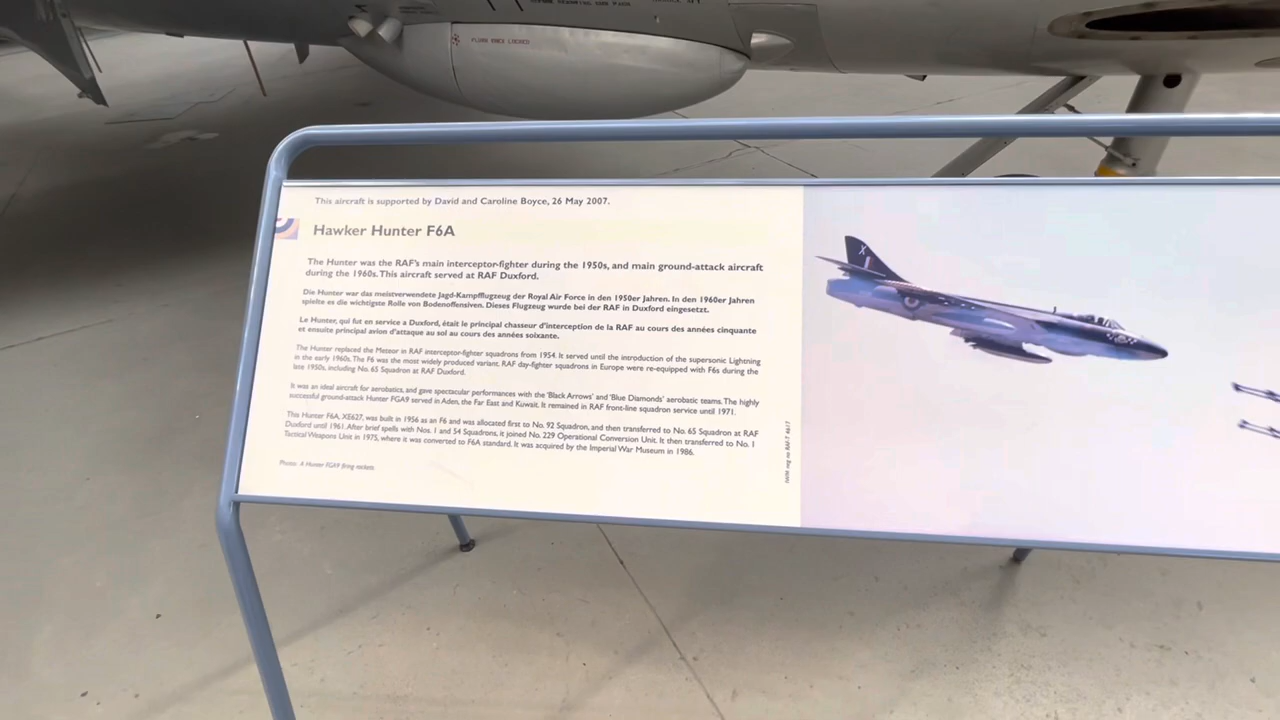 This aircraft is supported by David and Caroline Boyce, 26 May 2007.
Hawker Hunter F6A
The Hunter was the RAF's main interceptor-fighter during the 1950s, and main ground-attack aircraft
during the 1960s. This aircraft served at RAF Duxford.
Die Hunter war das meistverwendete Jagd-Kampfflugzeug der Royal Air Force in den 1950er Jahren. In den 1960er Jahren
spielte es die wichtigste Rolle von Bodenoffensiven. Dieses Flugzeug wurde bei der RAF in Duxford eingesetzt.
Le Hunter, qui fut en service a Duxford, était le principal chasseur d'interception de la RAF au cours des années cinquante
et ensuite principal avion d'attaque au sol au cours des années soixante.
The Hunter replaced the Meteor in RAF interceptor-fighter squadrons from 1954. It served until the introduction of the supersonic Lightning
in the early 1960s. The F6 was the most widely produced variant. RAF day-fighter squadrons in Europe were re-equipped with F6s during the
late 1950s, including No. 65 Squadron at RAF Duxford.
It was an ideal aircraft for aerobatics, and gave spectacular performances with the 'Black Arrows' and 'Blue Diamonds' aerobatic teams. The highly
successful ground-attack Hunter FGA9 served in Aden, the Far East and Kuwait. It remained in RAF front-line squadron service until 1971.
This Hunter F6A, XE627, was built in 1956 as an F6 and was allocated first to No. 92 Squadron, and then transferred to No. 65 Squadron at RAF
Duxford until 1961. After brief spells with Nos. 1 and 54 Squadrons, it joined No. 229 Operational Conversion Unit. It then transferred to No. 1
Tactical Weapons Unit in 1975, where it was converted to F6A standard. It was acquired by the Imperial War Museum in 1986.
Photo: A Hunter FGA9 firing rockets
IWM neg no RAF-T 4617
X